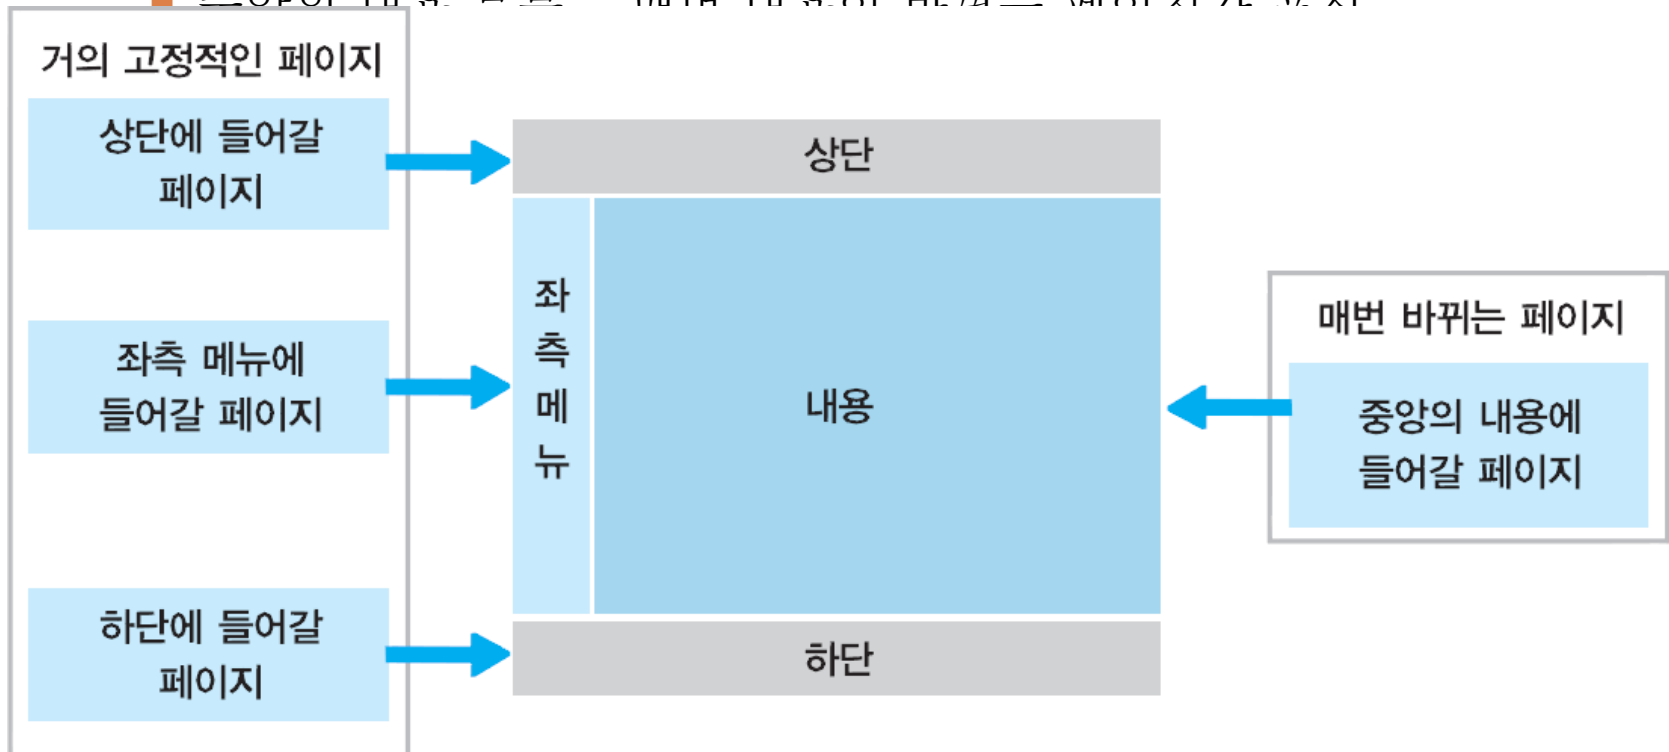 거의 고정적인 페이지
상단에 들어갈
페이지
좌측 메뉴에
들어갈 페이지
하단에 들어갈
페이지
상단
좌
측
메
뉴
내용
하단
매번 바뀌는 페이지
중앙의 내용에
들어갈 페이지